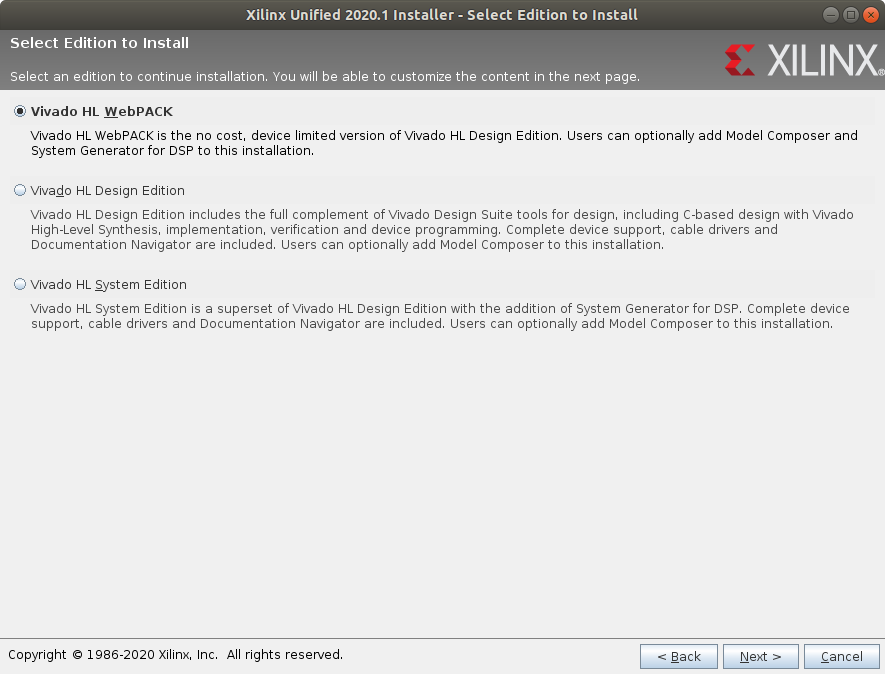 Xilinx Unified 2020.1 Installer - Select Edition to Install
Select Edition to Install
Select an edition to continue installation. You will be able to customize the content in the next page.
XILINX®
Vivado HL WebPACK
Vivado HL WebPACK is the no cost, device limited version of Vivado HL Design Edition. Users can optionally add Model Composer and
System Generator for DSP to this installation.
Vivado HL Design Edition
Vivado HL Design Edition includes the full complement of Vivado Design Suite tools for design, including C-based design with Vivado
High-Level Synthesis, implementation, verification and device programming. Complete device support, cable drivers and
Documentation Navigator are included. Users can optionally add Model Composer to this installation.
Vivado HL System Edition
Vivado HL System Edition is a superset of Vivado HL Design Edition with the addition of System Generator for DSP. Complete device
support, cable drivers and Documentation Navigator are included. Users can optionally add Model Composer to this installation.
Copyright © 1986-2020 Xilinx, Inc.  All rights reserved.
< Back
Next >
Cancel